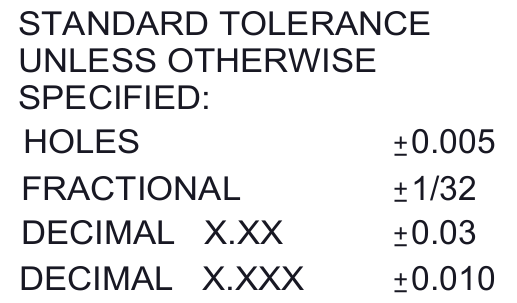 STANDARD TOLERANCE
UNLESS OTHERWISE
SPECIFIED:
HOLES ±0.005
FRACTIONAL ±1/32
DECIMAL X.XX ±0.03
DECIMAL X.XXX ±0.010